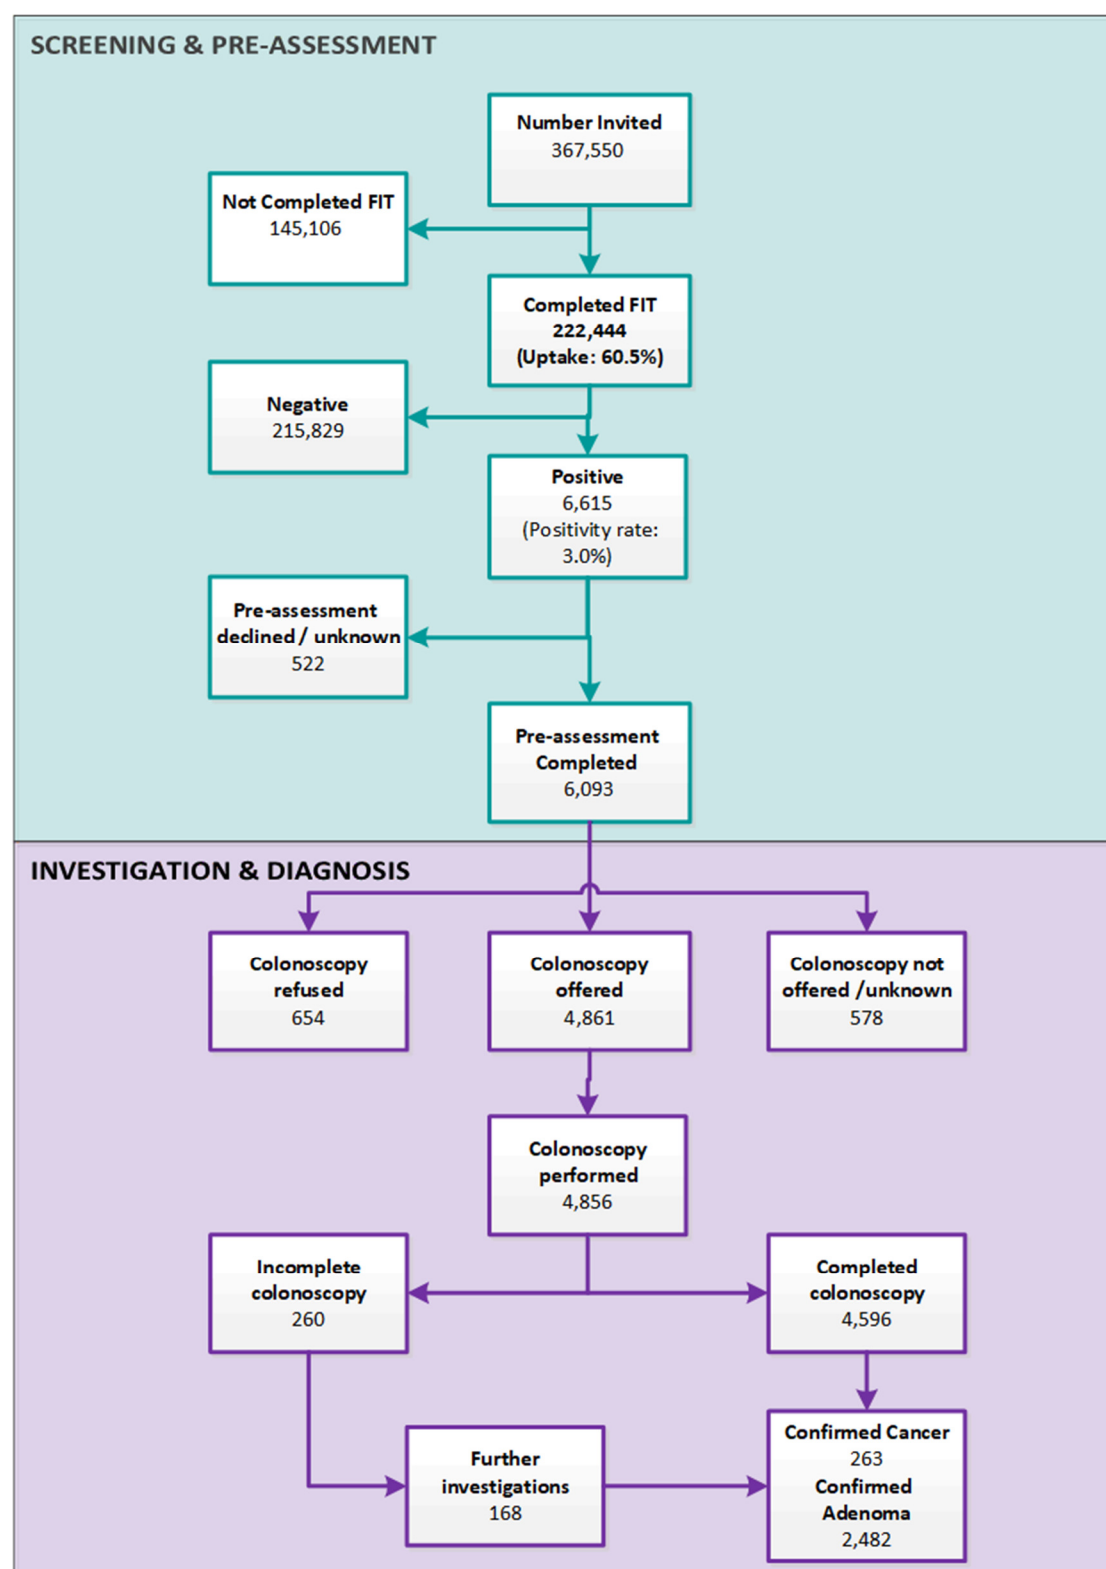 SCREENING & PRE-ASSESSMENT
Number Invited
367,550
Not Completed FIT
145,106
Completed FIT
222,444
(Uptake: 60.5%)
Negative
215,829
Positive
6,615
(Positivity rate:
3.0%)
Pre-assessment
declined / unknown
522
Pre-assessment
Completed
6,093
INVESTIGATION & DIAGNOSIS
Colonoscopy
refused
654
Colonoscopy
offered
4,861
Colonoscopy not
offered /unknown
578
Colonoscopy
performed
4,856
Incomplete
colonoscopy
260
Completed
colonoscopy
4,596
Further
investigations
168
Confirmed Cancer
263
Confirmed
Adenoma
2,482